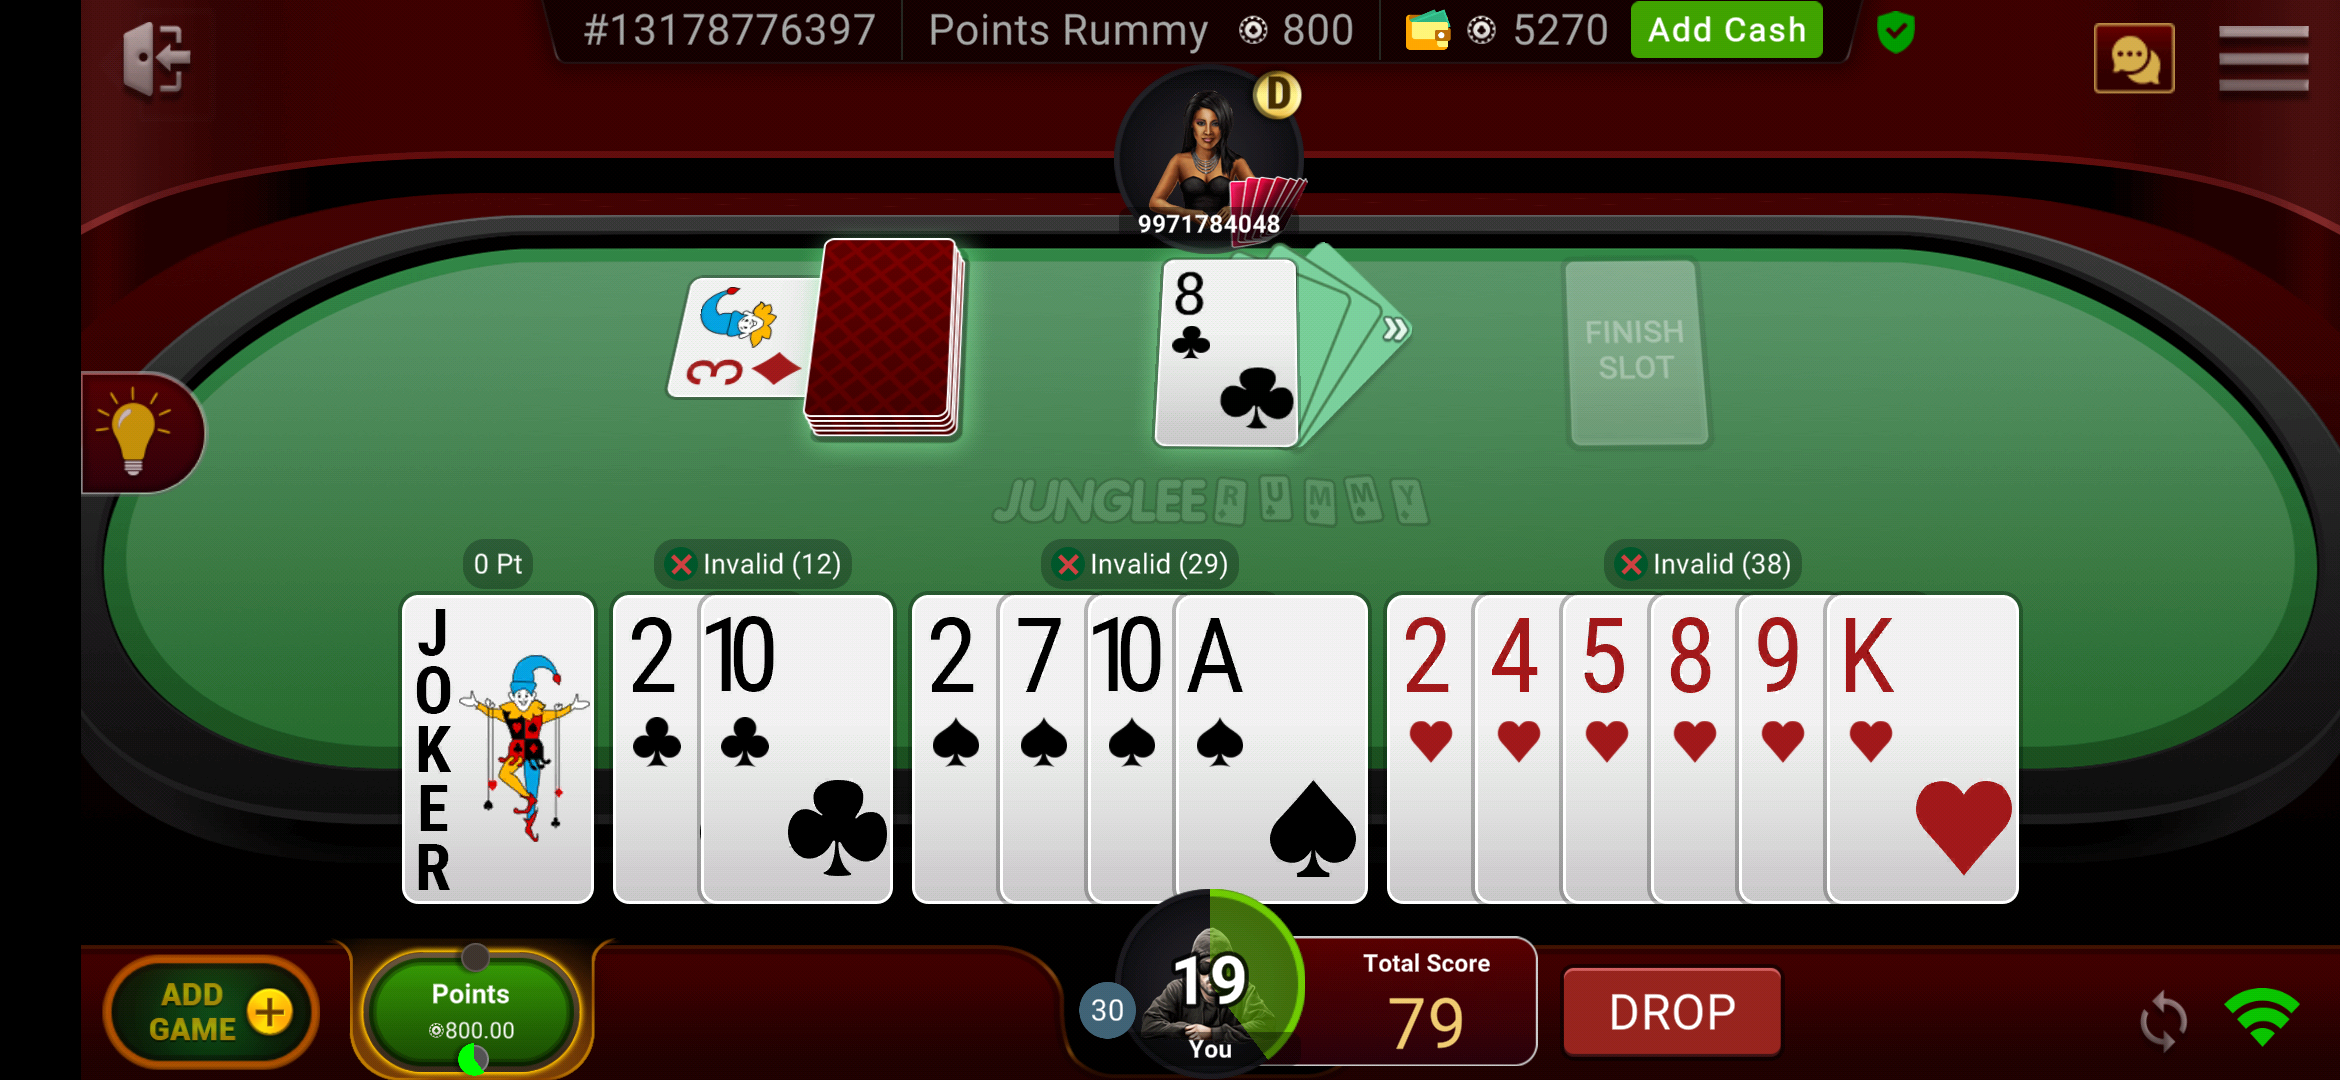 #13178776397
Points Rummy 800
5270
Add Cash
D
9971784048
3
8
FINISH
SLOT
JUNGLEE RUMMY
0 Pt
Invalid (12)
Invalid (29)
Invalid (38)
JOKER
2 10
2 7 10 A
2 4 5 8 9 K
ADD
GAME
Points
800.00
30
19
You
Total Score
79
DROP